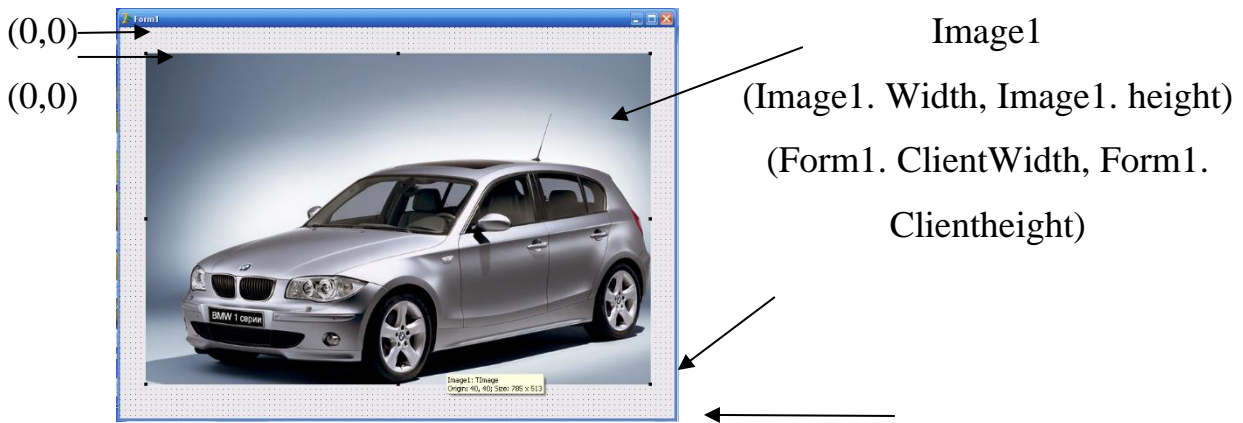 Form1
(0,0)
(0,0)
Image1
(Image1. Width, Image1. height)
(Form1. ClientWidth, Form1.
Clientheight)
BMW 1 серии
Image1: TImage
Origin: 40, 40; Size: 785 x 513